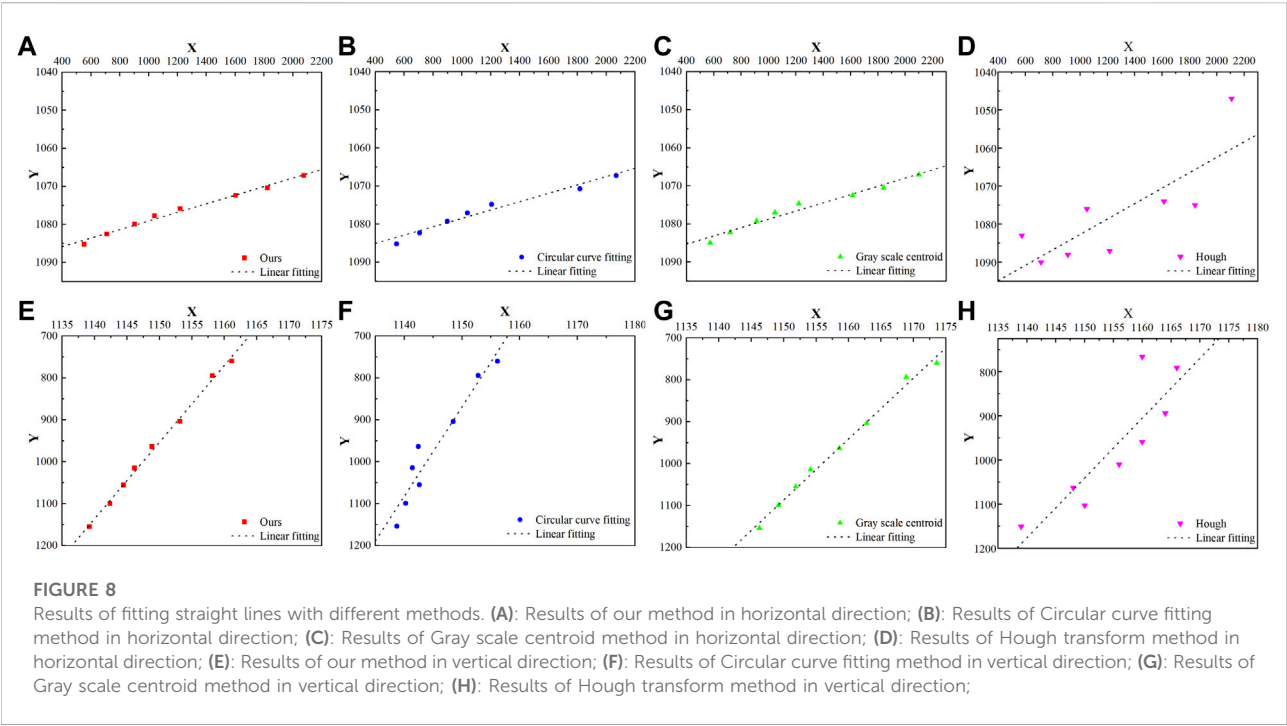 A
X
400 600 800 1000 1200 1400 1600 1800 2000 2200
1040
1050
1060
1070
1080
1090
Y
Ours
Linear fitting
B
X
400 600 800 1000 1200 1400 1600 1800 2000 2200
1040
1050
1060
1070
1080
1090
Y
Circular curve fitting
Linear fitting
C
X
400 600 800 1000 1200 1400 1600 1800 2000 2200
1040
1050
1060
1070
1080
1090
Y
Gray scale centroid
Linear fitting
D
X
400 600 800 1000 1200 1400 1600 1800 2000 2200
1040
1050
1060
1070
1080
1090
Y
Hough
Linear fitting
E
X
1135 1140 1145 1150 1155 1160 1165 1170 1175
700
800
900
1000
1100
1200
Y
Ours
Linear fitting
F
X
1140 1150 1160 1170 1180
700
800
900
1000
1100
1200
Y
Circular curve fitting
Linear fitting
G
X
1135 1140 1145 1150 1155 1160 1165 1170 1175
700
800
900
1000
1100
1200
Y
Gray scale centroid
Linear fitting
H
X
1135 1140 1145 1150 1155 1160 1165 1170 1175 1180
800
900
1000
1100
1200
Y
Hough
Linear fitting
FIGURE 8
Results of fitting straight lines with different methods. (A): Results of our method in horizontal direction; (B): Results of Circular curve fitting
method in horizontal direction; (C): Results of Gray scale centroid method in horizontal direction; (D): Results of Hough transform method in
horizontal direction; (E): Results of our method in vertical direction; (F): Results of Circular curve fitting method in vertical direction; (G): Results of
Gray scale centroid method in vertical direction; (H): Results of Hough transform method in vertical direction;